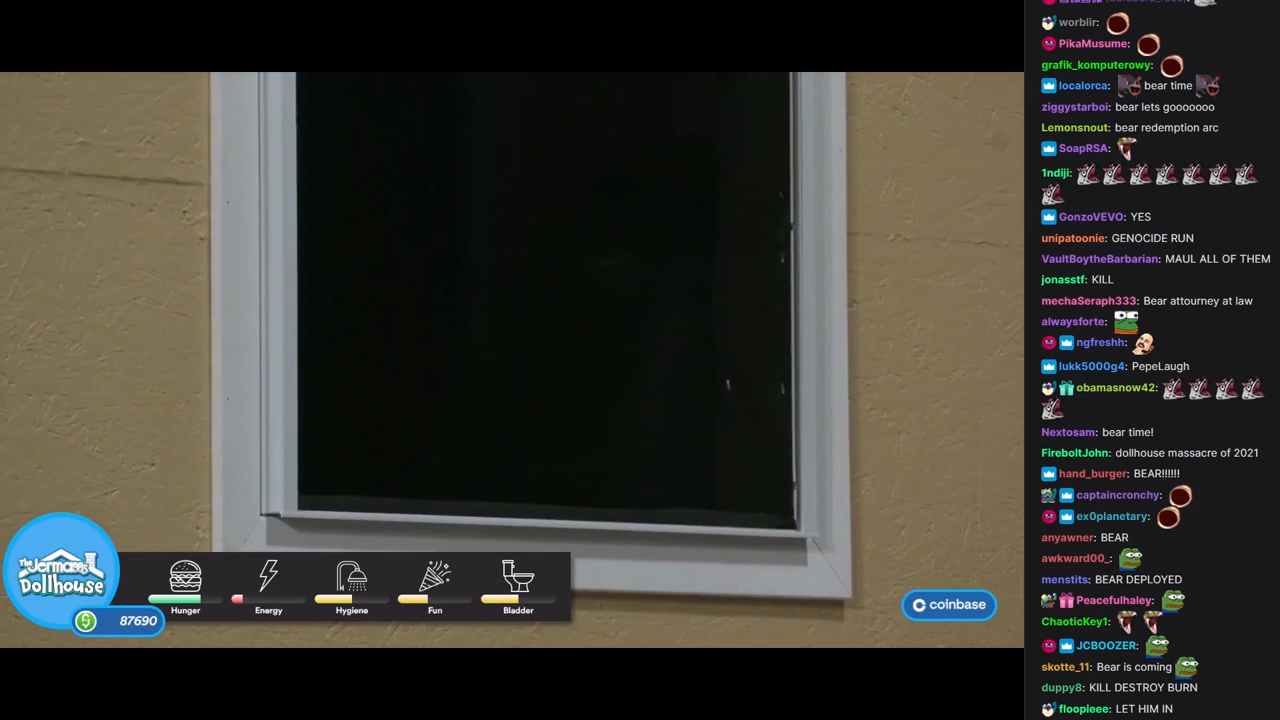 worblir:
PikaMusume:
grafik_komputerowy:
localorca: bear time
ziggystarboi: bear lets gooooooo
Lemonsnout: bear redemption arc
SoapRSA:
1ndiji:
GonzoVEVO: YES
unipatoonie: GENOCIDE RUN
VaultBoytheBarbarian: MAUL ALL OF THEM
jonasstf: KILL
mechaSeraph333: Bear attourney at law
alwaysforte:
ngfreshh:
lukk5000g4: PepeLaugh
obamasnow42:
Nextosam: bear time!
FireboltJohn: dollhouse massacre of 2021
hand_burger: BEAR!!!!!!
captaincronchy:
ex0planetary:
anyawner: BEAR
awkward00_:
menstits: BEAR DEPLOYED
Peacefulhaley:
ChaoticKey1:
JCBOOZER:
skotte_11: Bear is coming
duppy8: KILL DESTROY BURN
floopieee: LET HIM IN
The Jerma985
Dollhouse
87690
Hunger
Energy
Hygiene
Fun
Bladder
coinbase